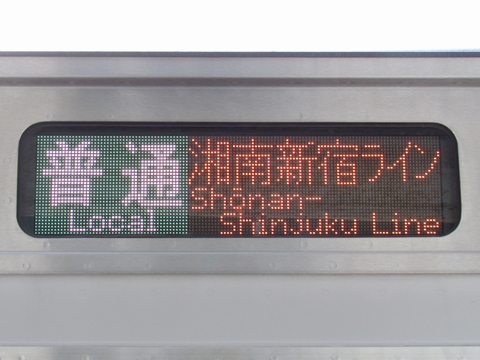 普通
Local
湘南新宿ライン
Shōnan-
Shinjuku Line